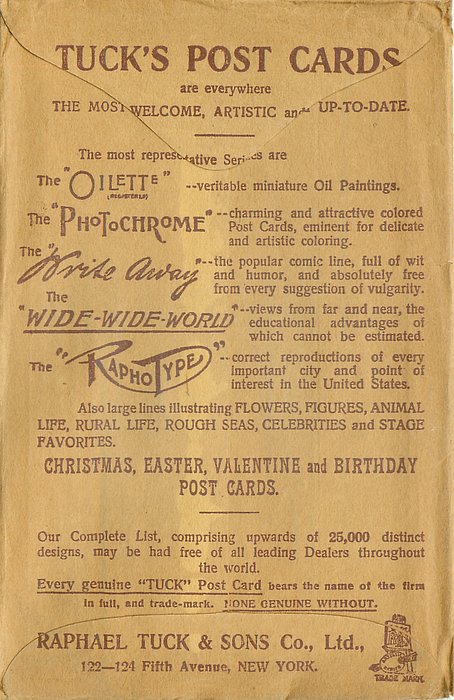 TUCK'S POST CARDS
are everywhere
THE MOST WELCOME, ARTISTIC and UP-TO-DATE.
The most representative Series are
The "OILETTE" --veritable miniature Oil Paintings.
(REGISTERED)
The "PHOTOCHROME" --charming and attractive colored
Post Cards, eminent for delicate
and artistic coloring.
The "Write Away" --the popular comic line, full of wit
and humor, and absolutely free
from every suggestion of vulgarity.
The "WIDE-WIDE-WORLD" --views from far and near, the
educational advantages of
which cannot be estimated.
The "RAPHOTYPE" --correct reproductions of every
important city and point of
interest in the United States.
Also large lines illustrating FLOWERS, FIGURES, ANIMAL
LIFE, RURAL LIFE, ROUGH SEAS, CELEBRITIES and STAGE
FAVORITES.
CHRISTMAS, EASTER, VALENTINE and BIRTHDAY
POST CARDS.
Our Complete List, comprising upwards of 25,000 distinct
designs, may be had free of all leading Dealers throughout
the world.
Every genuine "TUCK" Post Card bears the name of the firm
in full, and trade-mark. NONE GENUINE WITHOUT.
RAPHAEL TUCK & SONS Co., Ltd.,
122—124 Fifth Avenue, NEW YORK.
TRADE MARK